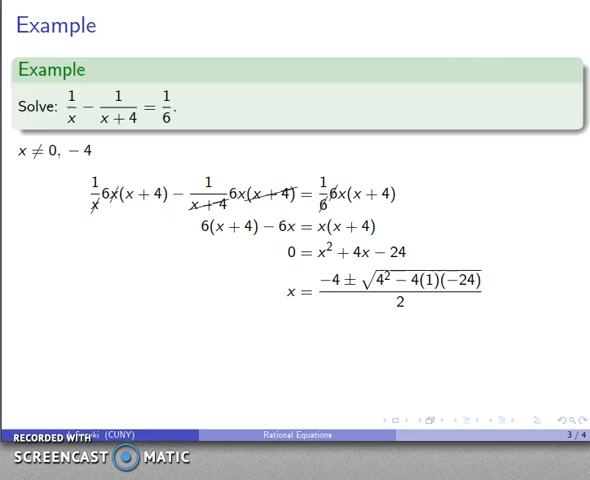 Example
Example
Solve: 1/x − 1/(x + 4) = 1/6.
x ≠ 0, − 4
1/x 6x(x + 4) − 1/(x + 4) 6x(x + 4) = 1/6 6x(x + 4)
6(x + 4) − 6x = x(x + 4)
0 = x² + 4x − 24
x = (−4 ± √(4² − 4(1)(−24)))/2
(CUNY) Rational Equations 3 / 4
RECORDED WITH
SCREENCAST MATIC